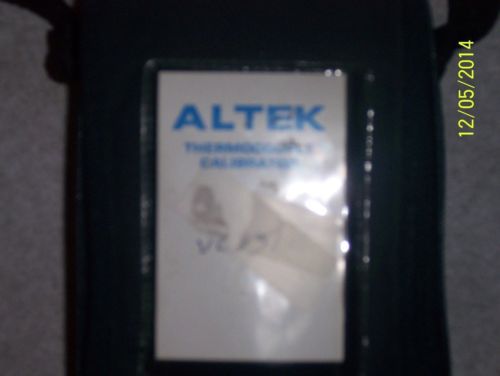 ALTEK
THERMOCOUPLE
CALIBRATOR
12/05/2014